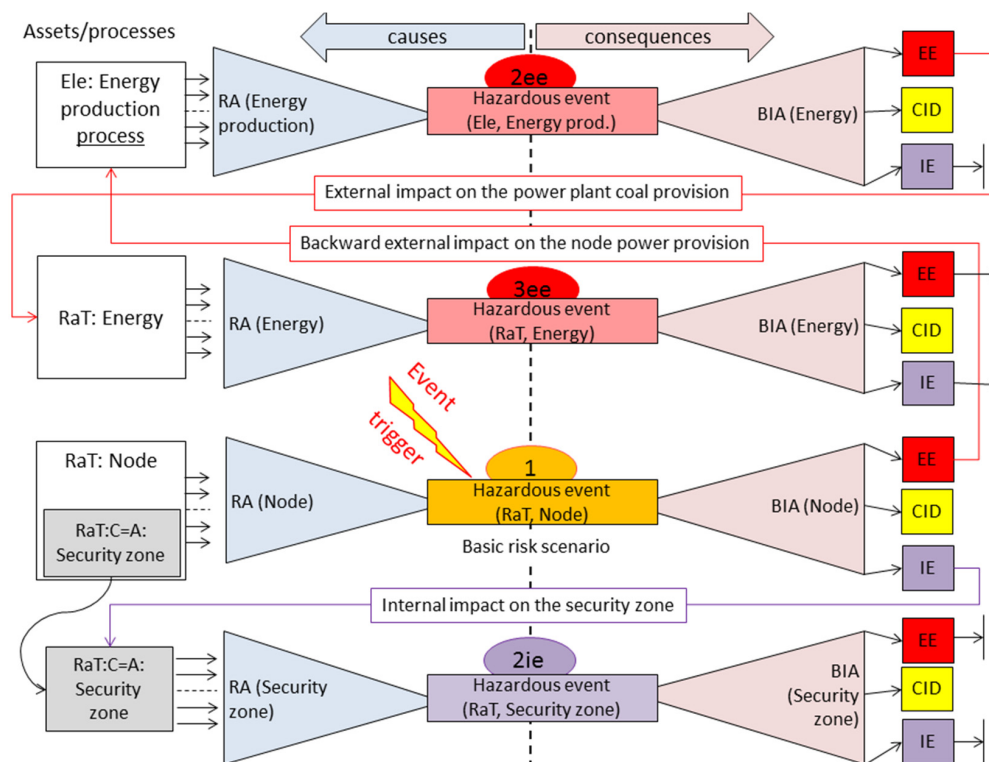 Assets/processes
causes
consequences
Ele: Energy
production
process
RA (Energy
production)
2ee
Hazardous event
(Ele, Energy prod.)
BIA (Energy)
EE
CID
IE
External impact on the power plant coal provision
Backward external impact on the node power provision
RaT: Energy
RA (Energy)
3ee
Hazardous event
(RaT, Energy)
BIA (Energy)
EE
CID
IE
Event
trigger
RaT: Node
RaT:C=A:
Security zone
RA (Node)
1
Hazardous event
(RaT, Node)
Basic risk scenario
BIA (Node)
EE
CID
IE
Internal impact on the security zone
RaT:C=A:
Security
zone
RA (Security
zone)
2ie
Hazardous event
(RaT, Security zone)
BIA
(Security
zone)
EE
CID
IE